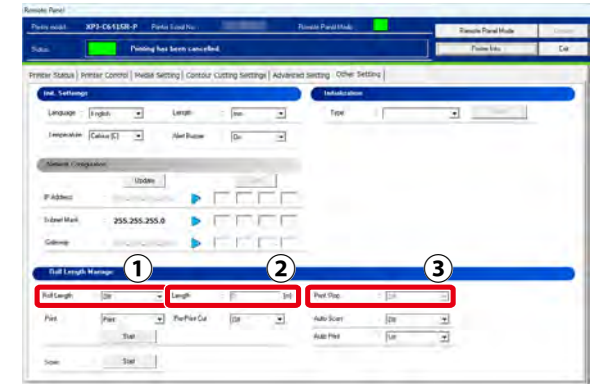 Remote Panel
Printer model: XP3-C641SR-P Printer Serial No.: Remote Panel Mode: Remote Panel Mode
Status: Printing has been cancelled. Printer Info. Exit
Printer Status Printer Control Media Setting Contour Cutting Settings Advanced Setting Other Setting
Init. Settings Initialization
Language : English Length : mm Type :
Temperature : Celsius [C] Alert Buzzer : On
Network Configuration
Update
IP Address
Subnet Mask 255.255.255.0
Gateway
Roll Length Manage 1 2 3
Roll Length : Off Length : [m] Print Stop : Off
Print : Print Pre-Print Cut : Off Auto Scan : Off
Start Auto Print : Off
Scan : Start